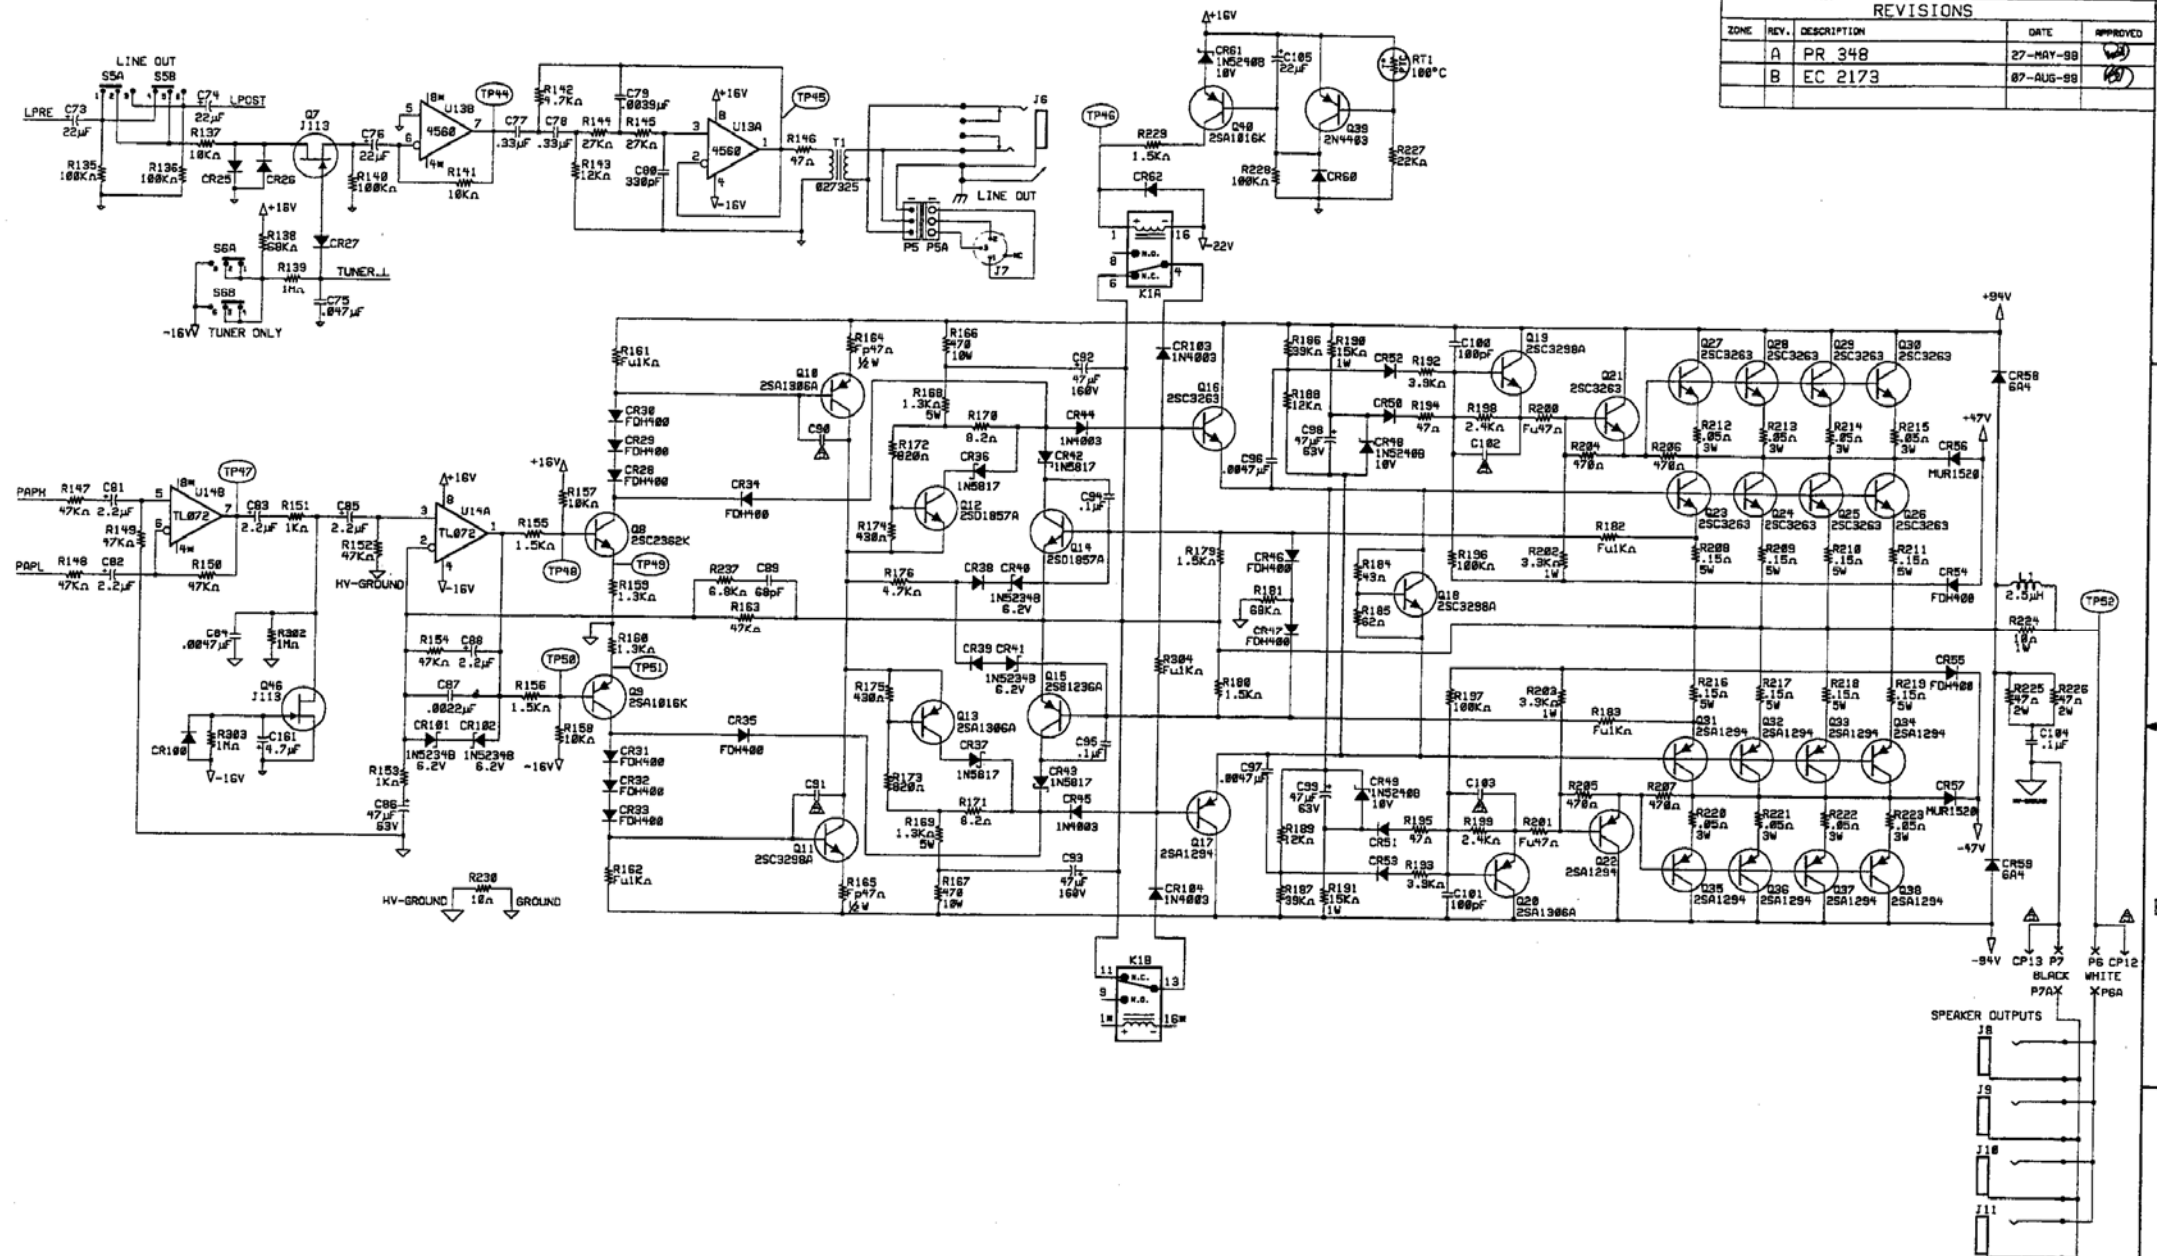 REVISIONS
ZONE REV. DESCRIPTION DATE APPROVED
A PR 348 27-MAY-98
B EC 2173 07-AUG-98
LINE OUT
S5A S5B
LPRE C73 22µF
C74 22µF LPOST
R137 10KΩ
R135 100KΩ
R136 100KΩ
CR25 CR26
Q7 J113
C76 22µF
R140 100KΩ
U13B 4560
R141 10KΩ
TP44
C77 .33µF
C78 .33µF
R142 4.7KΩ
C79 .0039µF
R144 27KΩ
R145 27KΩ
R143 12KΩ
C80 330pF
+16V
U13A 4560
-16V
TP45
R146 47Ω
T1 027325
J6
LINE OUT
P5 P5A
J7
NC
+16V
R138 68KΩ
CR27
S6A
R139 1MΩ
TUNER_L
S6B
C75 .047µF
-16V TUNER ONLY
+16V
CR61 1N5240B 10V
C105 22µF
RT1 100°C
TP46
R229 1.5KΩ
Q40 2SA1016K
Q39 2N4403
R227 22KΩ
R228 100KΩ
CR60
CR62
-22V
1 16
8 N.O.
6 N.C. 4
K1A
+94V
R161 Fu1KΩ
R164 Fp47Ω ½W
R166 470 10W
C92 47µF 160V
CR103 1N4003
Q10 2SA1306A
CR30 FDH400
CR29 FDH400
CR28 FDH400
C90
R168 1.3KΩ 5W
R170 8.2Ω
R172 820Ω
CR36 1N5817
CR44 1N4003
CR42 1N5817
Q12 2SD1857A
R174 430Ω
Q14 2SD1857A
C94 .1µF
Q16 2SC3263
R186 39KΩ
R190 15KΩ 1W
R188 12KΩ
CR52
R192 3.9KΩ
C100 100pF
Q19 2SC3298A
CR50
R194 47Ω
R198 2.4KΩ
R200 Fu47Ω
C102
C98 47µF 63V
CR48 1N5240B 10V
C96 .0047µF
Q21 2SC3263
R204 470Ω
R206 470Ω
Q27 2SC3263
Q28 2SC3263
Q29 2SC3263
Q30 2SC3263
R212 .05Ω 3W
R213 .05Ω 3W
R214 .05Ω 3W
R215 .05Ω 3W
CR58 6A4
+47V
CR56 MUR1520
Q23 2SC3263
Q24 2SC3263
Q25 2SC3263
Q26 2SC3263
R208 .15Ω 5W
R209 .15Ω 5W
R210 .15Ω 5W
R211 .15Ω 5W
R182 Fu1KΩ
R196 100KΩ
R202 3.3KΩ 1W
CR54 FDH400
L1 2.5µH
TP52
R224 10Ω 1W
PAPH R147 47KΩ
C81 2.2µF
R149 47KΩ
PAPL R148 47KΩ
C82 2.2µF
U14B TL072
TP47
R150 47KΩ
C83 2.2µF
R151 1KΩ
C85 2.2µF
R152 47KΩ
HV-GROUND
+16V
U14A TL072
-16V
R155 1.5KΩ
+16V
R157 10KΩ
TP48
Q8 2SC2362K
TP49
R159 1.3KΩ
CR34 FDH400
R237 6.8KΩ
C89 68pF
R163 47KΩ
R176 4.7KΩ
CR38 CR40 1N5234B 6.2V
R179 1.5KΩ
CR46 FDH400
R181 68KΩ
CR47 FDH400
R184 43Ω
R185 62Ω
Q18 2SC3298A
C84 .0047µF
R302 1MΩ
Q46 J113
CR100
R303 1MΩ
C161 4.7µF
-16V
R154 47KΩ
C88 2.2µF
C87 .0022µF
CR101 1N5234B 6.2V
CR102 1N5234B 6.2V
R153 1KΩ
C86 47µF 63V
TP50
R156 1.5KΩ
R158 10KΩ
-16V
R160 1.3KΩ
TP51
Q9 2SA1016K
CR35 FDH400
CR31 FDH400
CR32 FDH400
CR33 FDH400
R162 Fu1KΩ
CR39 CR41 1N5234B 6.2V
R175 430Ω
Q13 2SA1306A
CR37 1N5817
R173 820Ω
Q15 2SB1236A
C95 .1µF
CR43 1N5817
R171 8.2Ω
CR45 1N4003
R169 1.3KΩ 5W
C91
Q11 2SC3298A
R165 Fp47Ω ½W
R167 470 10W
C93 47µF 160V
R304 Fu1KΩ
R180 1.5KΩ
CR104 1N4003
Q17 2SA1294
C97 .0047µF
C99 47µF 63V
CR49 1N5240B 10V
R189 12KΩ
R187 39KΩ
R191 15KΩ 1W
CR51
R195 47Ω
CR53
R193 3.9KΩ
C101 100pF
C103
R199 2.4KΩ
R201 Fu47Ω
Q20 2SA1306A
Q22 2SA1294
R205 470Ω
R207 470Ω
R197 100KΩ
R203 3.3KΩ 1W
R183 Fu1KΩ
CR55 FDH400
R216 .15Ω 5W
R217 .15Ω 5W
R218 .15Ω 5W
R219 .15Ω 5W
Q31 2SA1294
Q32 2SA1294
Q33 2SA1294
Q34 2SA1294
R220 .05Ω 3W
R221 .05Ω 3W
R222 .05Ω 3W
R223 .05Ω 3W
CR57 MUR1520
-47V
Q35 2SA1294
Q36 2SA1294
Q37 2SA1294
Q38 2SA1294
CR59 6A4
-94V
R225 47Ω 2W
R226 47Ω 2W
C104 .1µF
HV-GROUND
R230 10Ω
HV-GROUND GROUND
K1B
11 N.C. 13
9 N.O.
1* 16*
CP13 P7 P6 CP12
BLACK WHITE
P7A P6A
SPEAKER OUTPUTS
J8
J9
J10
J11